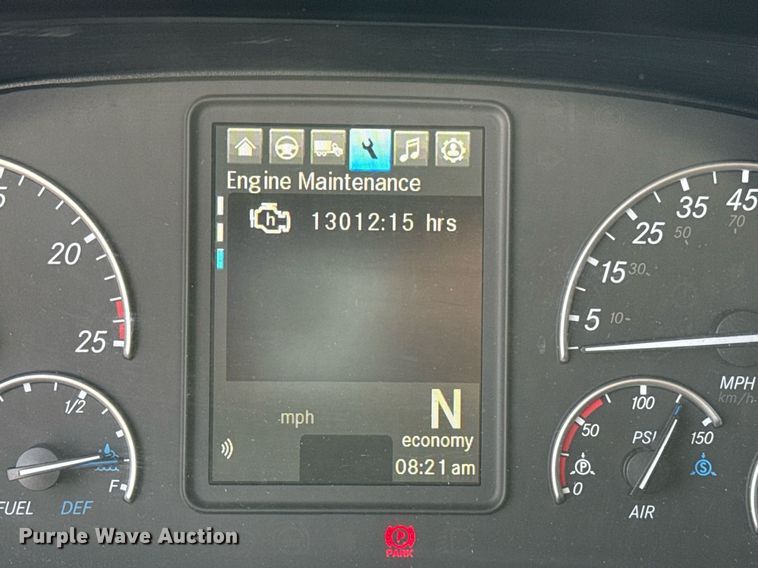 Engine Maintenance
h 13012:15 hrs
mph
N
economy
08:21 am
20
25
1/2
F
FUEL DEF
5
15
25
35
45
10
30
50
70
MPH
km/h
0
50
100
150
PSI
P
S
AIR
P
PARK
Purple Wave Auction